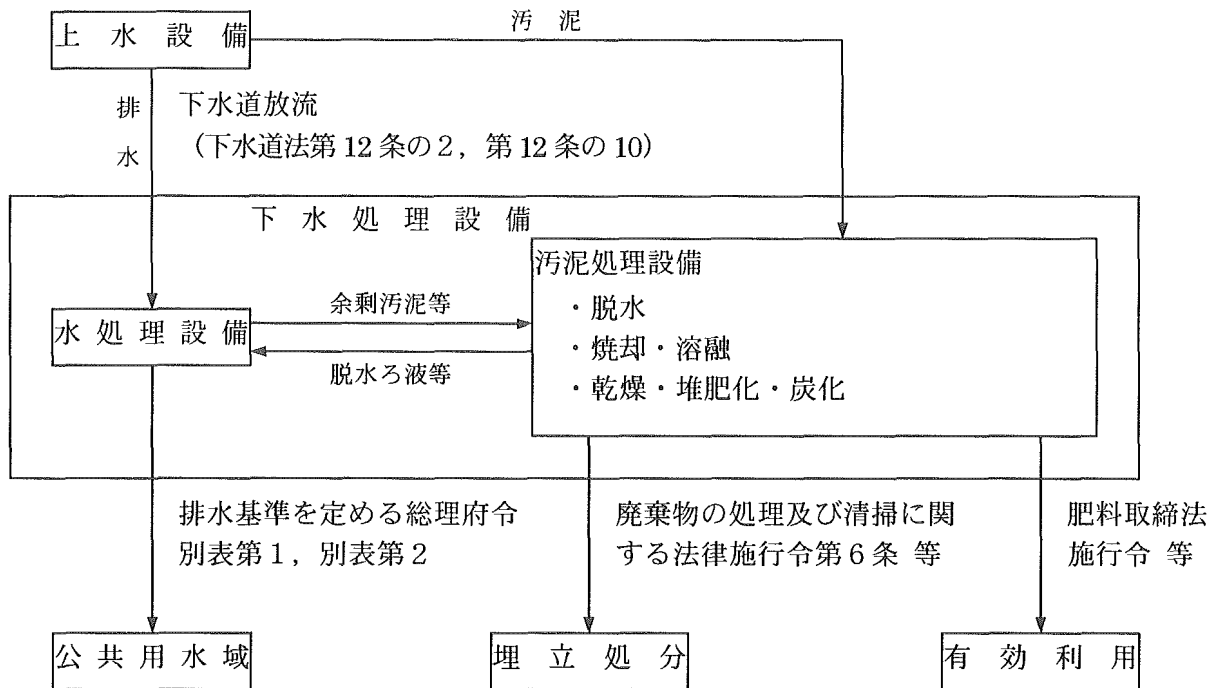 上水設備
汚泥
排水
下水道放流
（下水道法第12条の2，第12条の10）
下水処理設備
汚泥処理設備
・脱水
・焼却・溶融
・乾燥・堆肥化・炭化
余剰汚泥等
水処理設備
脱水ろ液等
排水基準を定める総理府令
別表第1，別表第2
廃棄物の処理及び清掃に関
する法律施行令第6条 等
肥料取締法
施行令 等
公共用水域
埋立処分
有効利用